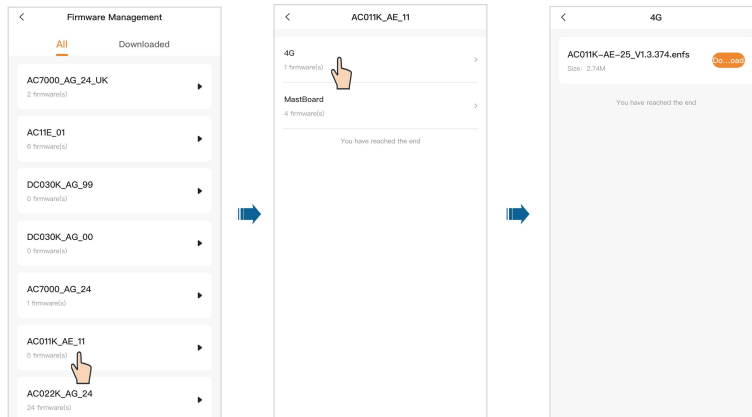 Firmware Management
All Downloaded
AC7000_AG_24_UK
2 firmware(s)
AC11E_01
6 firmware(s)
DC030K_AG_99
0 firmware(s)
DC030K_AG_00
0 firmware(s)
AC7000_AG_24
1 firmware(s)
AC011K_AE_11
5 firmware(s)
AC022K_AG_24
24 firmware(s)
AC011K_AE_11
4G
1 firmware(s)
MastBoard
4 firmware(s)
You have reached the end
4G
AC011K-AE-25_V1.3.374.enfs
Size: 2.74M
Do...oad
You have reached the end